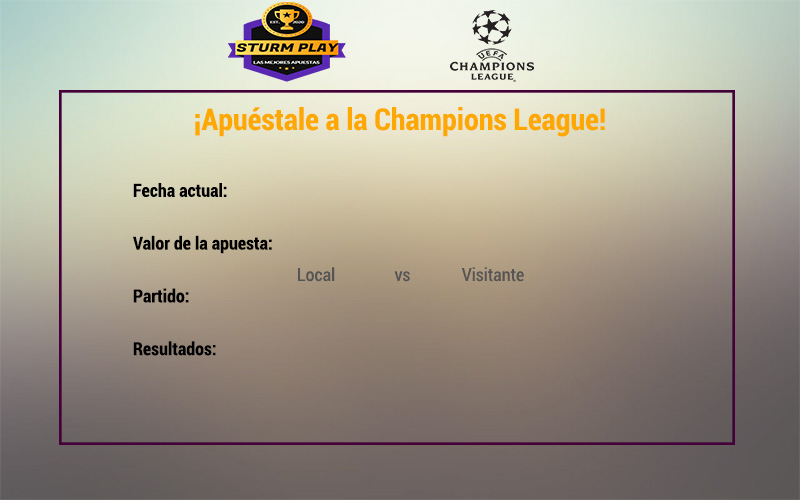 EST. 2020
STURM PLAY
LAS MEJORES APUESTAS
UEFA
CHAMPIONS
LEAGUE
¡Apuéstale a la Champions League!
Fecha actual:
Valor de la apuesta:
Local vs Visitante
Partido:
Resultados: